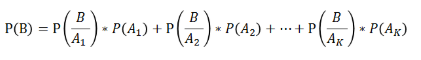 P(B) = P(B/A₁) * P(A₁) + P(B/A₂) * P(A₂) + ⋯ + P(B/A_K) * P(A_K)